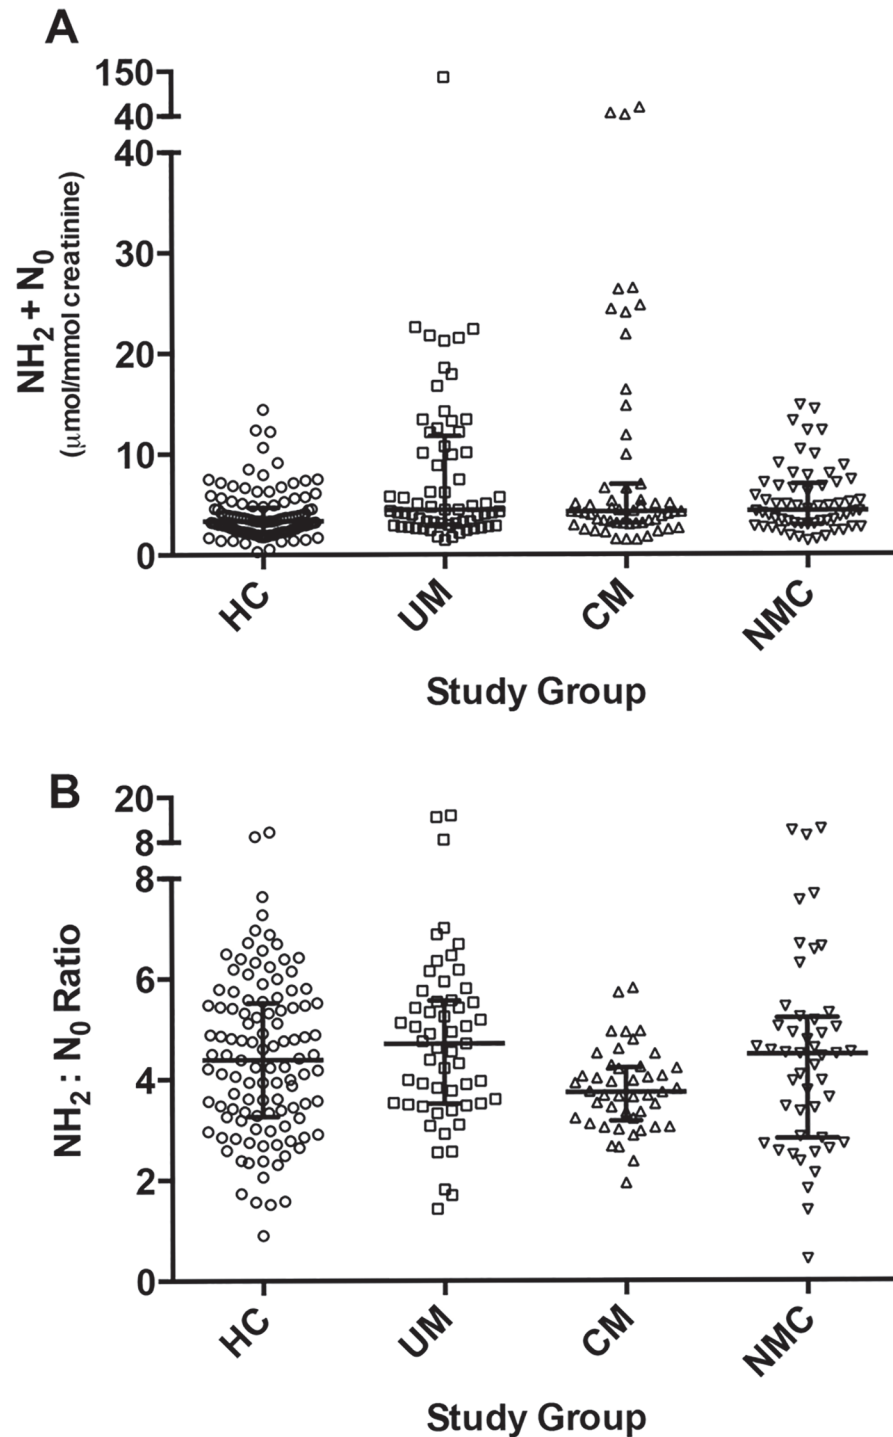 A
150
40
40
30
20
10
0
NH₂ + N₀
(μmol/mmol creatinine)
HC
UM
CM
NMC
Study Group
B
20
8
8
6
4
2
0
NH₂ : N₀ Ratio
HC
UM
CM
NMC
Study Group